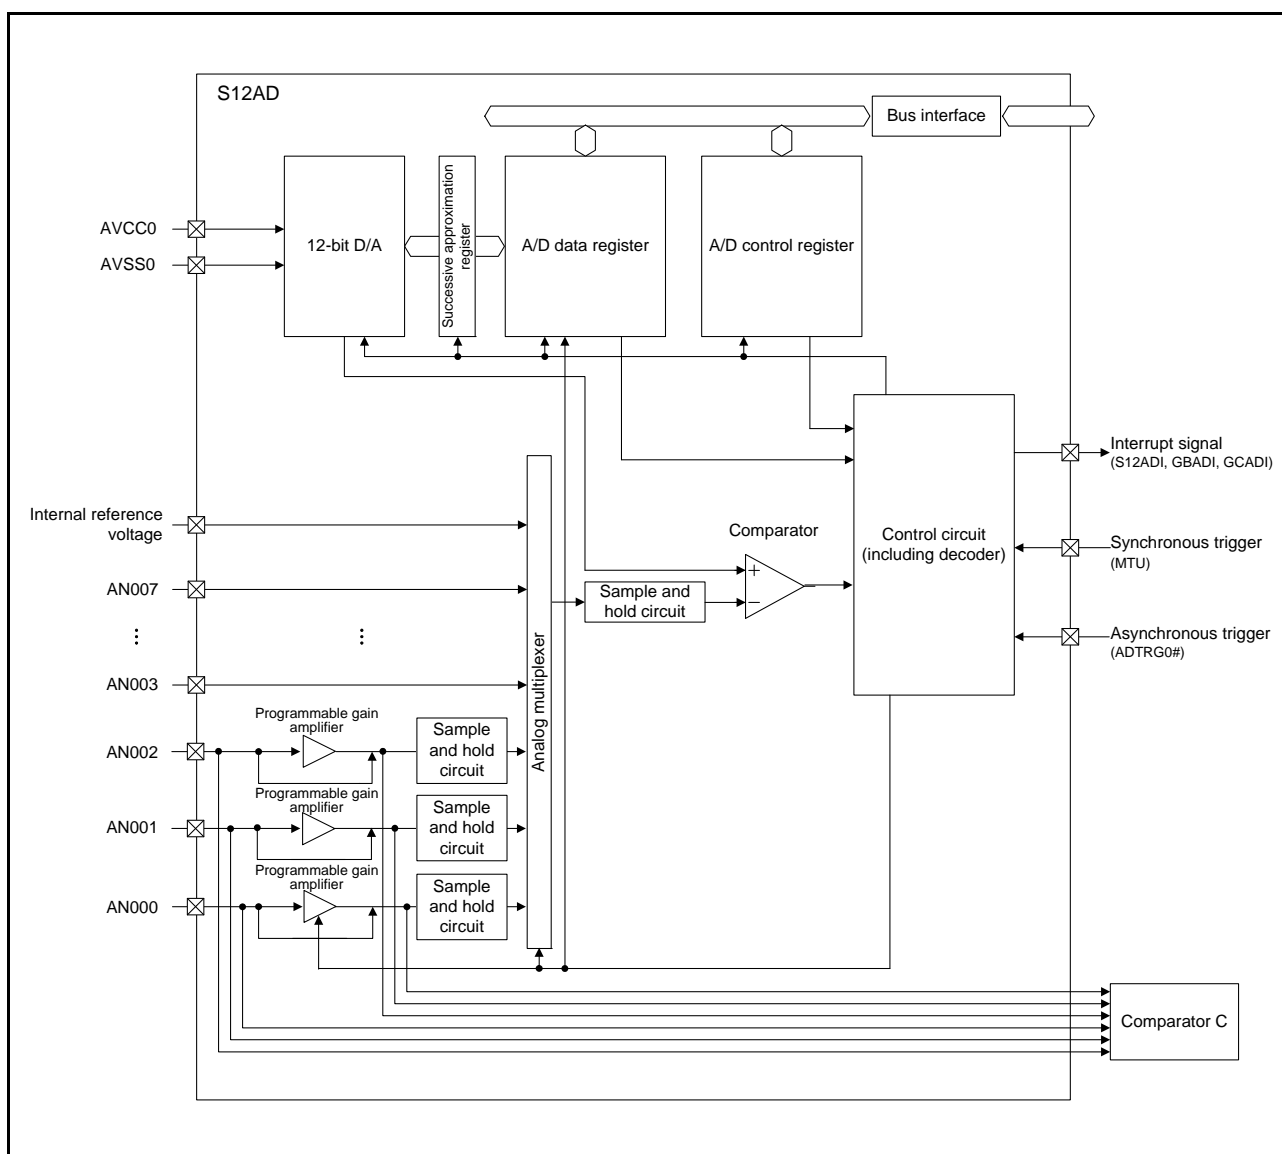 S12AD
Bus interface
AVCC0
AVSS0
12-bit D/A
Successive approximation
register
A/D data register
A/D control register
Interrupt signal
(S12ADI, GBADI, GCADI)
Internal reference
voltage
Comparator
Control circuit
(including decoder)
Synchronous trigger
(MTU)
AN007
+
−
Sample and
hold circuit
Analog multiplexer
Asynchronous trigger
(ADTRG0#)
AN003
Programmable gain
amplifier
AN002
Sample
and hold
circuit
Programmable gain
amplifier
AN001
Sample
and hold
circuit
Programmable gain
amplifier
AN000
Sample
and hold
circuit
Comparator C